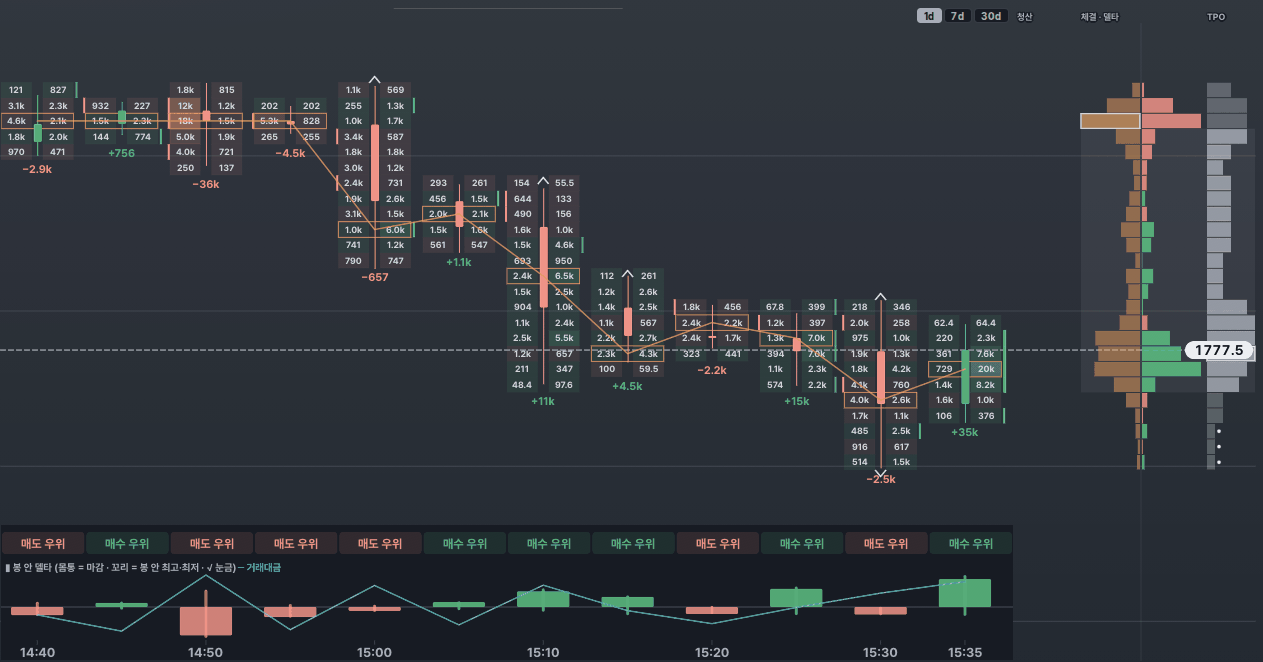 1d 7d 30d 청산 체결 · 델타 TPO
121 827
3.1k 2.3k
4.6k 2.1k
1.8k 2.0k
970 471
−2.9k
932 227
1.5k 2.3k
144 774
+756
1.8k 815
12k 1.2k
18k 1.5k
5.0k 1.9k
4.0k 721
250 137
−36k
202 202
5.3k 828
265 255
−4.5k
1.1k 569
255 1.3k
1.0k 1.7k
3.4k 587
1.8k 1.8k
3.0k 1.2k
2.4k 731
1.9k 2.6k
3.1k 1.5k
1.0k 6.0k
741 1.2k
790 747
−657
293 261
456 1.5k
2.0k 2.1k
1.5k 1.6k
561 547
+1.1k
154 55.5
644 133
490 156
1.6k 1.0k
1.5k 4.6k
693 950
2.4k 6.5k
1.5k 2.5k
904 1.0k
1.1k 2.4k
2.5k 5.5k
1.2k 657
211 347
48.4 97.6
+11k
112 261
1.2k 2.6k
1.4k 2.5k
1.1k 567
2.2k 2.7k
2.3k 4.3k
100 59.5
+4.5k
1.8k 456
2.4k 2.2k
2.4k 1.7k
323 441
−2.2k
67.8 399
1.2k 397
1.3k 7.0k
394 7.0k
1.1k 2.3k
574 2.2k
+15k
218 346
2.0k 258
975 1.0k
1.9k 1.3k
1.8k 4.2k
4.1k 760
4.0k 2.6k
1.7k 1.1k
485 2.5k
916 617
514 1.5k
−2.5k
62.4 64.4
220 2.3k
361 7.6k
729 20k
1.4k 8.2k
1.6k 1.0k
106 376
+35k
1777.5
매도 우위 매수 우위 매도 우위 매도 우위 매도 우위 매수 우위 매수 우위 매수 우위 매도 우위 매수 우위 매도 우위 매수 우위
봉 안 델타 (몸통 = 마감 · 꼬리 = 봉 안 최고·최저 · √ 눈금) ─ 거래대금
14:40 14:50 15:00 15:10 15:20 15:30 15:35